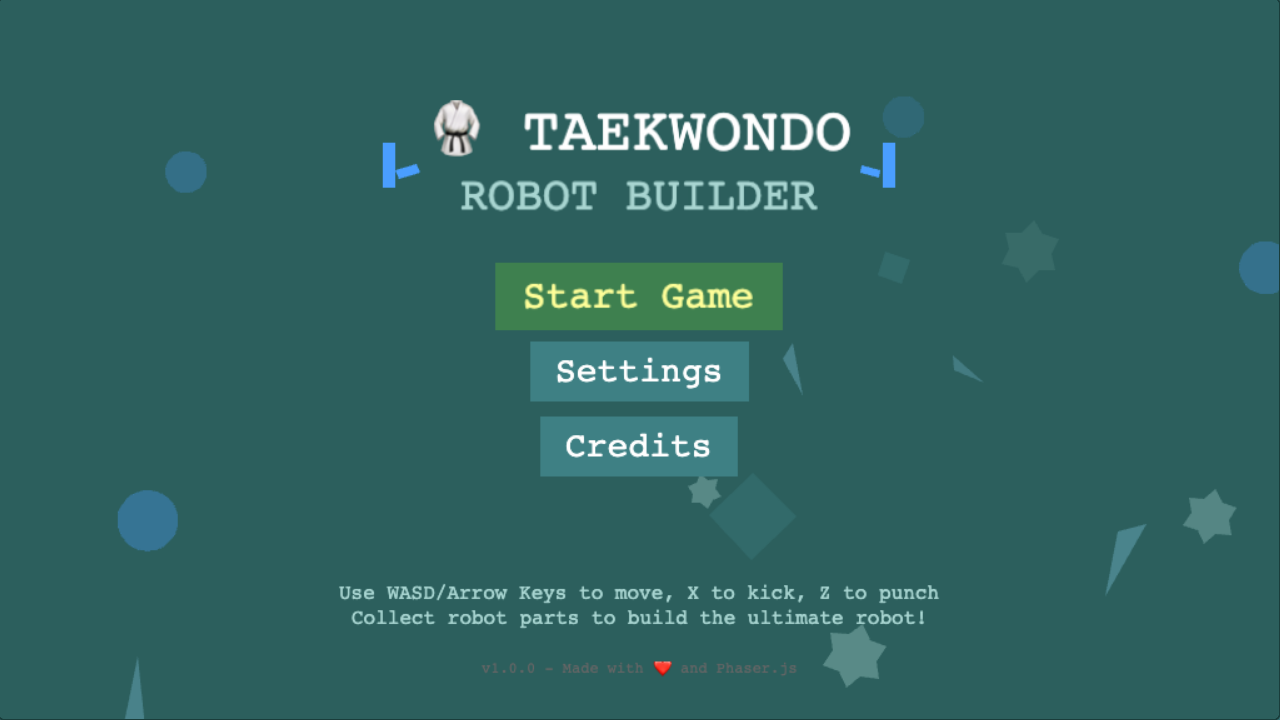 🥋 TAEKWONDO
ROBOT BUILDER
Start Game
Settings
Credits
Use WASD/Arrow Keys to move, X to kick, Z to punch
Collect robot parts to build the ultimate robot!
v1.0.0 - Made with ❤️ and Phaser.js